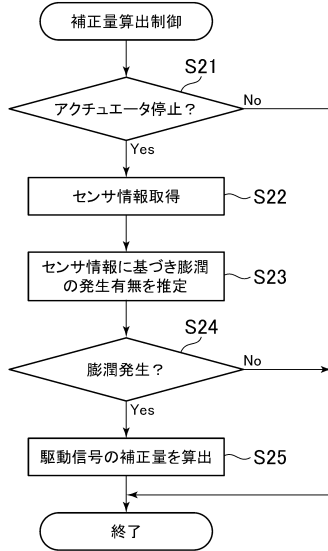 補正量算出制御
S21
アクチュエータ停止？
No
Yes
センサ情報取得
S22
センサ情報に基づき膨潤
の発生有無を推定
S23
S24
膨潤発生？
No
Yes
駆動信号の補正量を算出
S25
終了